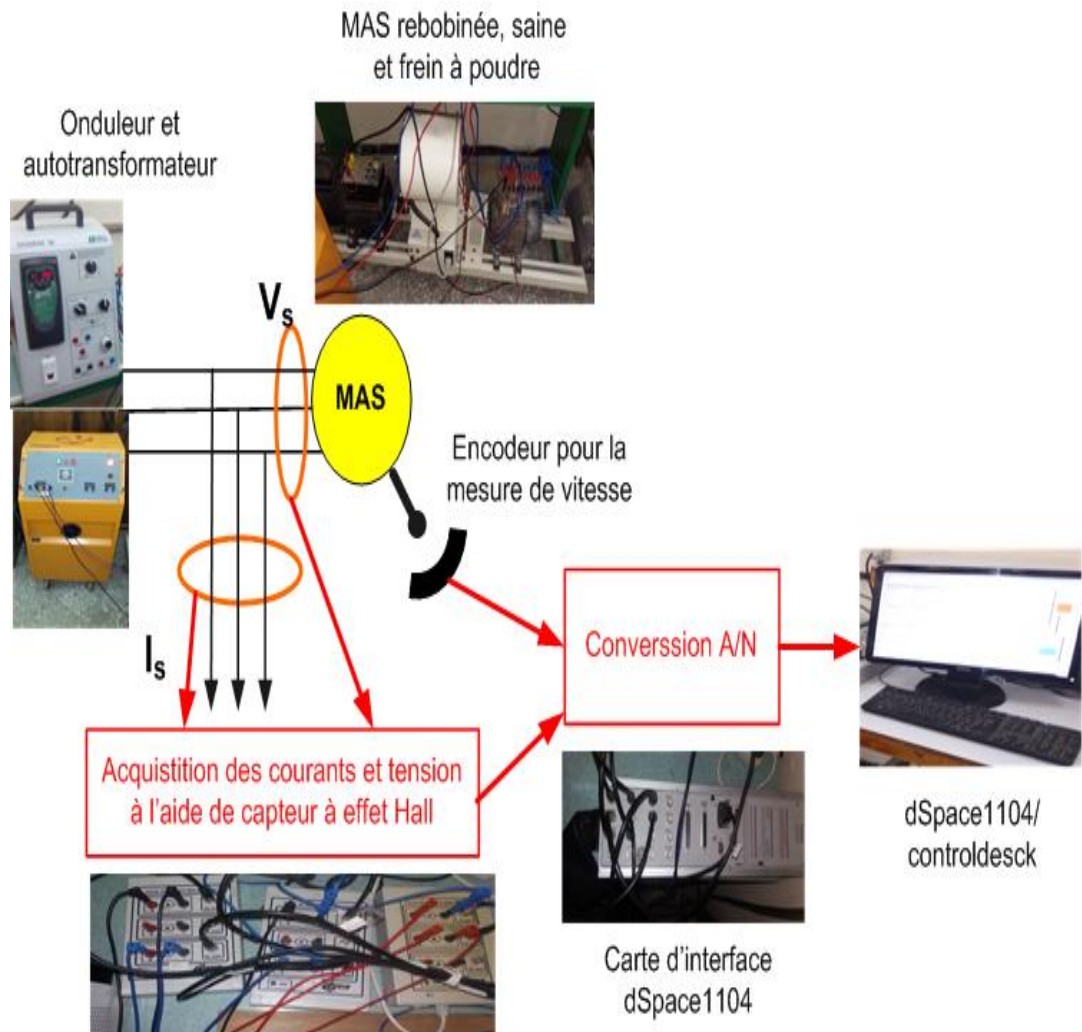 MAS rebobinée, saine
et frein à poudre
Onduleur et
autotransformateur
Vs
MAS
Encodeur pour la
mesure de vitesse
Is
Converssion A/N
Acquistition des courants et tension
à l'aide de capteur à effet Hall
dSpace1104/
controldesck
Carte d'interface
dSpace1104